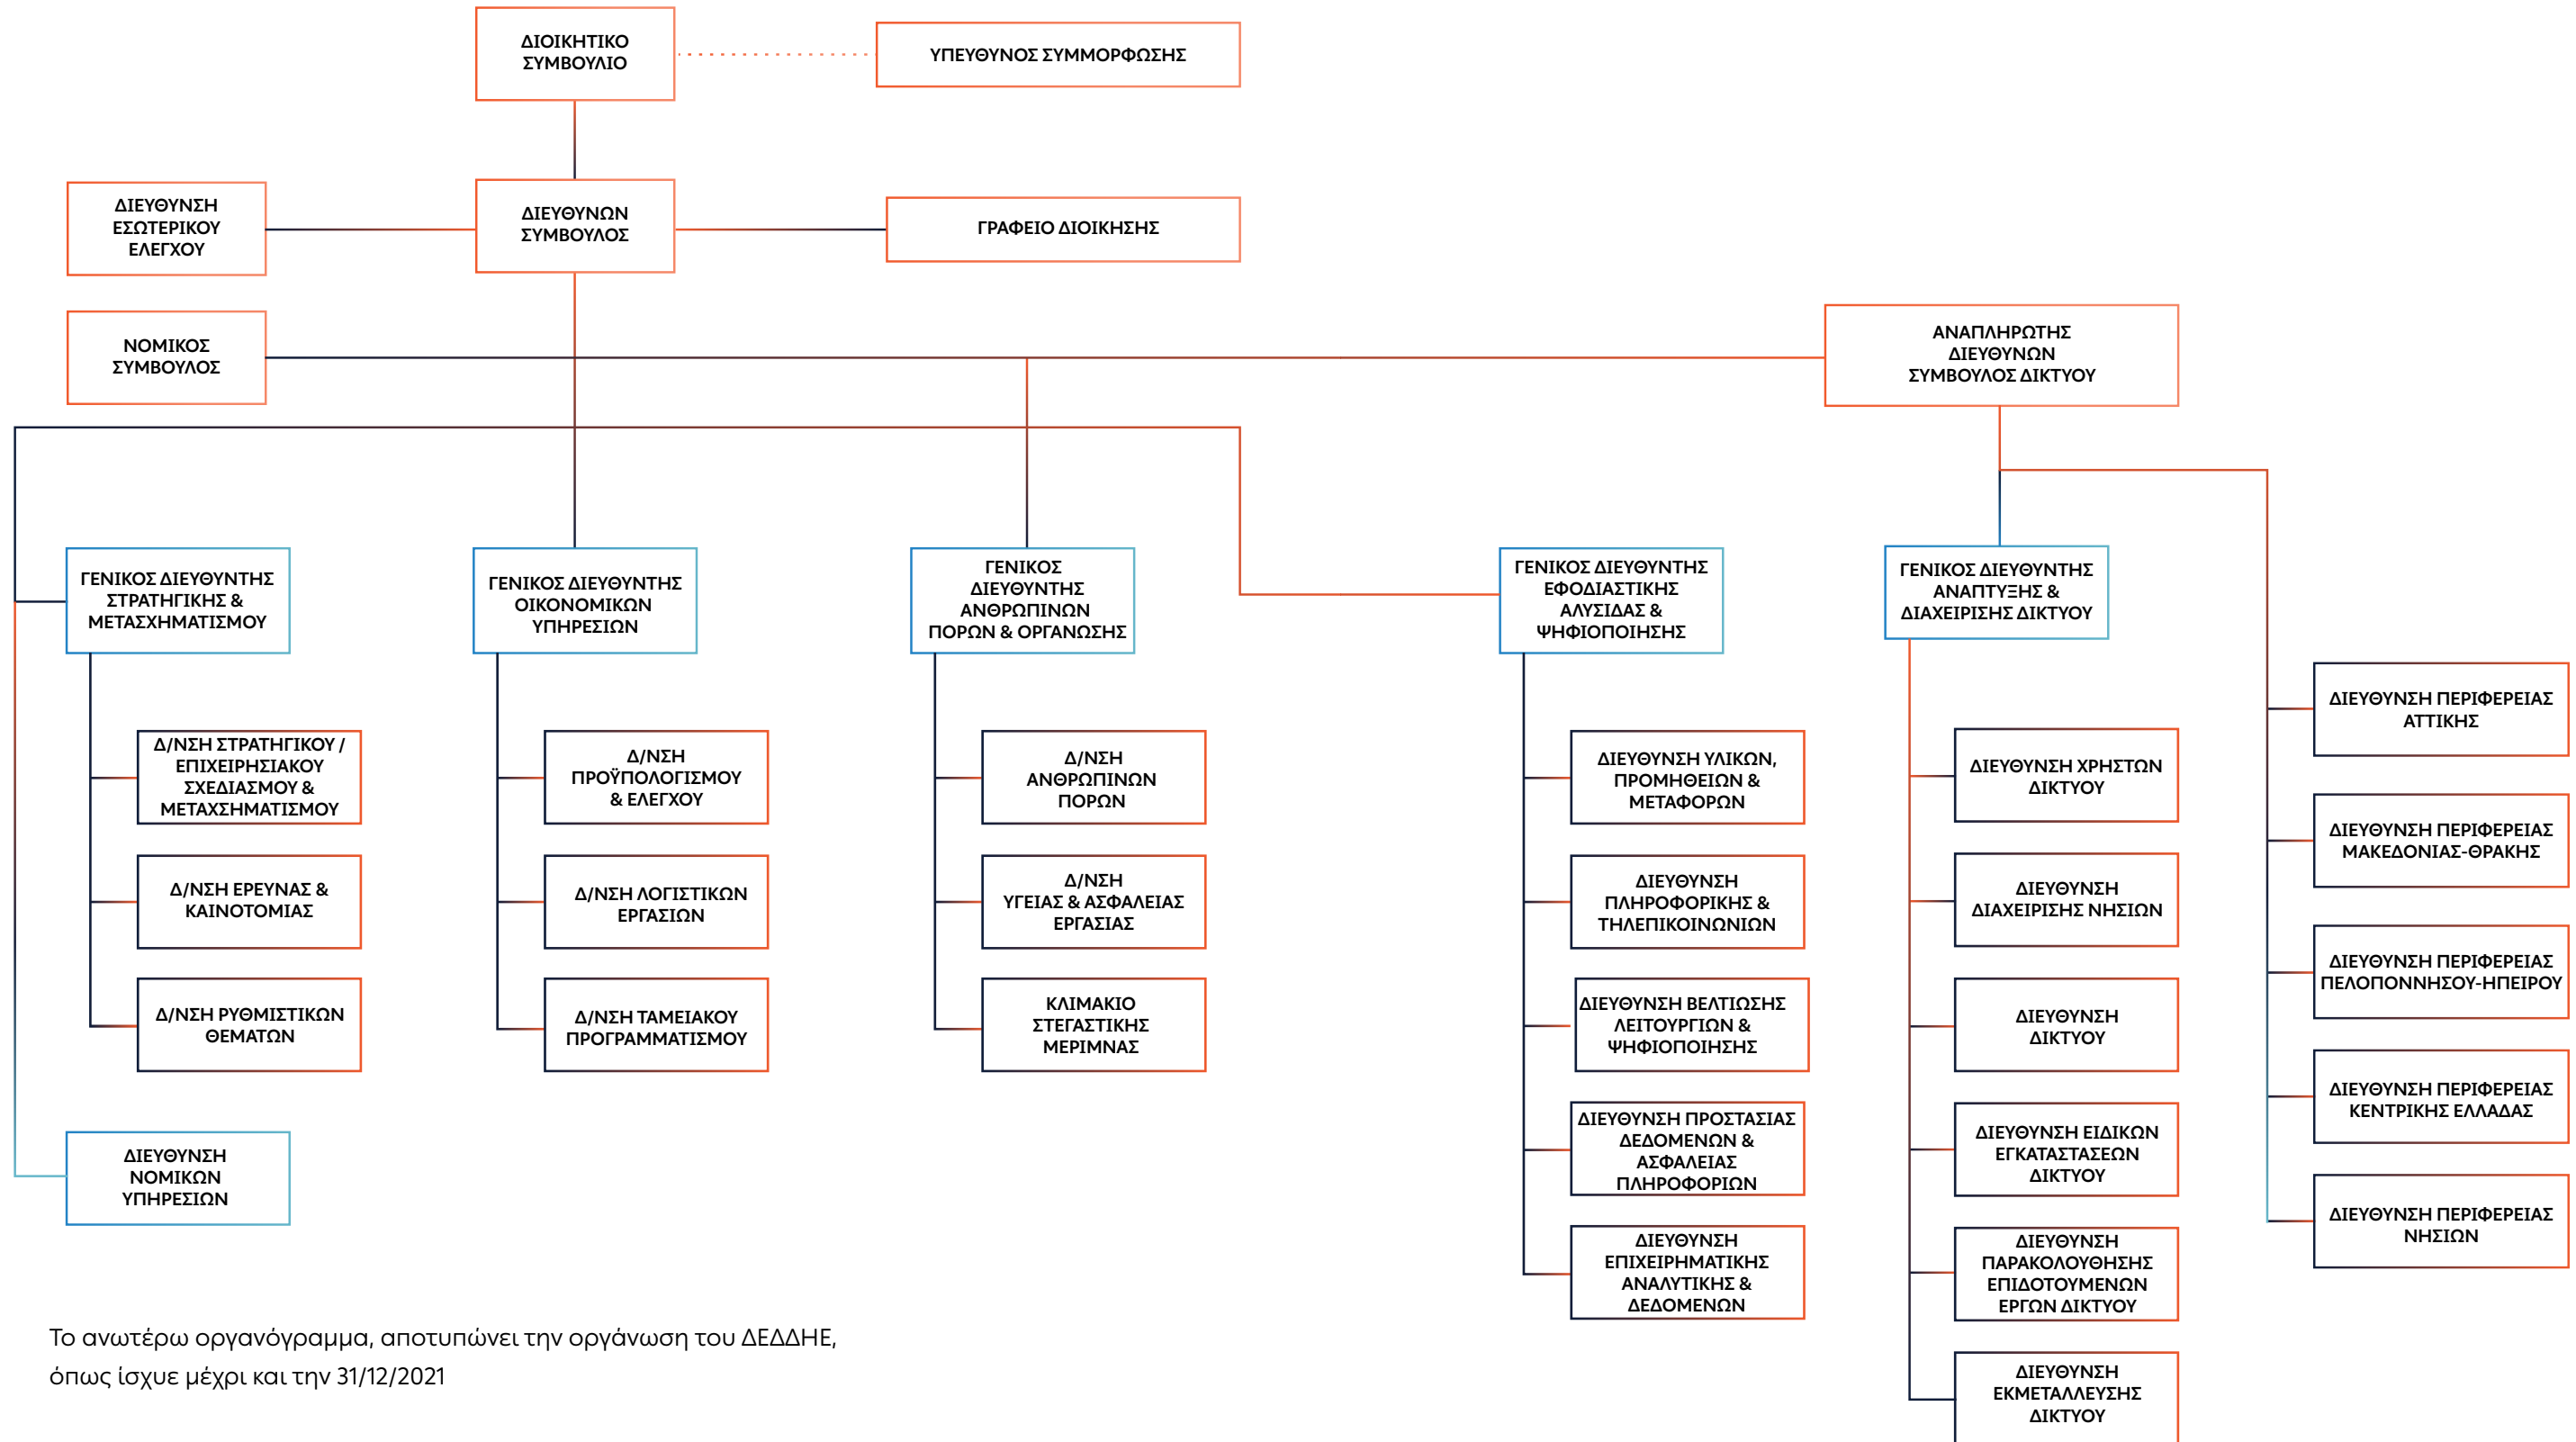 ΔΙΟΙΚΗΤΙΚΟ
ΣΥΜΒΟΥΛΙΟ
ΥΠΕΥΘΥΝΟΣ ΣΥΜΜΟΡΦΩΣΗΣ
ΔΙΕΥΘΥΝΣΗ
ΕΣΩΤΕΡΙΚΟΥ
ΕΛΕΓΧΟΥ
ΔΙΕΥΘΥΝΩΝ
ΣΥΜΒΟΥΛΟΣ
ΓΡΑΦΕΙΟ ΔΙΟΙΚΗΣΗΣ
ΝΟΜΙΚΟΣ
ΣΥΜΒΟΥΛΟΣ
ΑΝΑΠΛΗΡΩΤΗΣ
ΔΙΕΥΘΥΝΩΝ
ΣΥΜΒΟΥΛΟΣ ΔΙΚΤΥΟΥ
ΓΕΝΙΚΟΣ ΔΙΕΥΘΥΝΤΗΣ
ΣΤΡΑΤΗΓΙΚΗΣ &
ΜΕΤΑΣΧΗΜΑΤΙΣΜΟΥ
Δ/ΝΣΗ ΣΤΡΑΤΗΓΙΚΟΥ /
ΕΠΙΧΕΙΡΗΣΙΑΚΟΥ
ΣΧΕΔΙΑΣΜΟΥ &
ΜΕΤΑΧΣΗΜΑΤΙΣΜΟΥ
Δ/ΝΣΗ ΕΡΕΥΝΑΣ &
ΚΑΙΝΟΤΟΜΙΑΣ
Δ/ΝΣΗ ΡΥΘΜΙΣΤΙΚΩΝ
ΘΕΜΑΤΩΝ
ΔΙΕΥΘΥΝΣΗ
ΝΟΜΙΚΩΝ
ΥΠΗΡΕΣΙΩΝ
ΓΕΝΙΚΟΣ ΔΙΕΥΘΥΝΤΗΣ
ΟΙΚΟΝΟΜΙΚΩΝ
ΥΠΗΡΕΣΙΩΝ
Δ/ΝΣΗ
ΠΡΟΫΠΟΛΟΓΙΣΜΟΥ
& ΕΛΕΓΧΟΥ
Δ/ΝΣΗ ΛΟΓΙΣΤΙΚΩΝ
ΕΡΓΑΣΙΩΝ
Δ/ΝΣΗ ΤΑΜΕΙΑΚΟΥ
ΠΡΟΓΡΑΜΜΑΤΙΣΜΟΥ
ΓΕΝΙΚΟΣ
ΔΙΕΥΘΥΝΤΗΣ
ΑΝΘΡΩΠΙΝΩΝ
ΠΟΡΩΝ & ΟΡΓΑΝΩΣΗΣ
Δ/ΝΣΗ
ΑΝΘΡΩΠΙΝΩΝ
ΠΟΡΩΝ
Δ/ΝΣΗ
ΥΓΕΙΑΣ & ΑΣΦΑΛΕΙΑΣ
ΕΡΓΑΣΙΑΣ
ΚΛΙΜΑΚΙΟ
ΣΤΕΓΑΣΤΙΚΗΣ
ΜΕΡΙΜΝΑΣ
ΓΕΝΙΚΟΣ ΔΙΕΥΘΥΝΤΗΣ
ΕΦΟΔΙΑΣΤΙΚΗΣ
ΑΛΥΣΙΔΑΣ &
ΨΗΦΙΟΠΟΙΗΣΗΣ
ΔΙΕΥΘΥΝΣΗ ΥΛΙΚΩΝ,
ΠΡΟΜΗΘΕΙΩΝ &
ΜΕΤΑΦΟΡΩΝ
ΔΙΕΥΘΥΝΣΗ
ΠΛΗΡΟΦΟΡΙΚΗΣ &
ΤΗΛΕΠΙΚΟΙΝΩΝΙΩΝ
ΔΙΕΥΘΥΝΣΗ ΒΕΛΤΙΩΣΗΣ
ΛΕΙΤΟΥΡΓΙΩΝ &
ΨΗΦΙΟΠΟΙΗΣΗΣ
ΔΙΕΥΘΥΝΣΗ ΠΡΟΣΤΑΣΙΑΣ
ΔΕΔΟΜΕΝΩΝ &
ΑΣΦΑΛΕΙΑΣ
ΠΛΗΡΟΦΟΡΙΩΝ
ΔΙΕΥΘΥΝΣΗ
ΕΠΙΧΕΙΡΗΜΑΤΙΚΗΣ
ΑΝΑΛΥΤΙΚΗΣ &
ΔΕΔΟΜΕΝΩΝ
ΓΕΝΙΚΟΣ ΔΙΕΥΘΥΝΤΗΣ
ΑΝΑΠΤΥΞΗΣ &
ΔΙΑΧΕΙΡΙΣΗΣ ΔΙΚΤΥΟΥ
ΔΙΕΥΘΥΝΣΗ ΧΡΗΣΤΩΝ
ΔΙΚΤΥΟΥ
ΔΙΕΥΘΥΝΣΗ
ΔΙΑΧΕΙΡΙΣΗΣ ΝΗΣΙΩΝ
ΔΙΕΥΘΥΝΣΗ
ΔΙΚΤΥΟΥ
ΔΙΕΥΘΥΝΣΗ ΕΙΔΙΚΩΝ
ΕΓΚΑΤΑΣΤΑΣΕΩΝ
ΔΙΚΤΥΟΥ
ΔΙΕΥΘΥΝΣΗ
ΠΑΡΑΚΟΛΟΥΘΗΣΗΣ
ΕΠΙΔΟΤΟΥΜΕΝΩΝ
ΕΡΓΩΝ ΔΙΚΤΥΟΥ
ΔΙΕΥΘΥΝΣΗ
ΕΚΜΕΤΑΛΛΕΥΣΗΣ
ΔΙΚΤΥΟΥ
ΔΙΕΥΘΥΝΣΗ ΠΕΡΙΦΕΡΕΙΑΣ
ΑΤΤΙΚΗΣ
ΔΙΕΥΘΥΝΣΗ ΠΕΡΙΦΕΡΕΙΑΣ
ΜΑΚΕΔΟΝΙΑΣ-ΘΡΑΚΗΣ
ΔΙΕΥΘΥΝΣΗ ΠΕΡΙΦΕΡΕΙΑΣ
ΠΕΛΟΠΟΝΝΗΣΟΥ-ΗΠΕΙΡΟΥ
ΔΙΕΥΘΥΝΣΗ ΠΕΡΙΦΕΡΕΙΑΣ
ΚΕΝΤΡΙΚΗΣ ΕΛΛΑΔΑΣ
ΔΙΕΥΘΥΝΣΗ ΠΕΡΙΦΕΡΕΙΑΣ
ΝΗΣΙΩΝ
Το ανωτέρω οργανόγραμμα, αποτυπώνει την οργάνωση του ΔΕΔΔΗΕ,
όπως ίσχυε μέχρι και την 31/12/2021